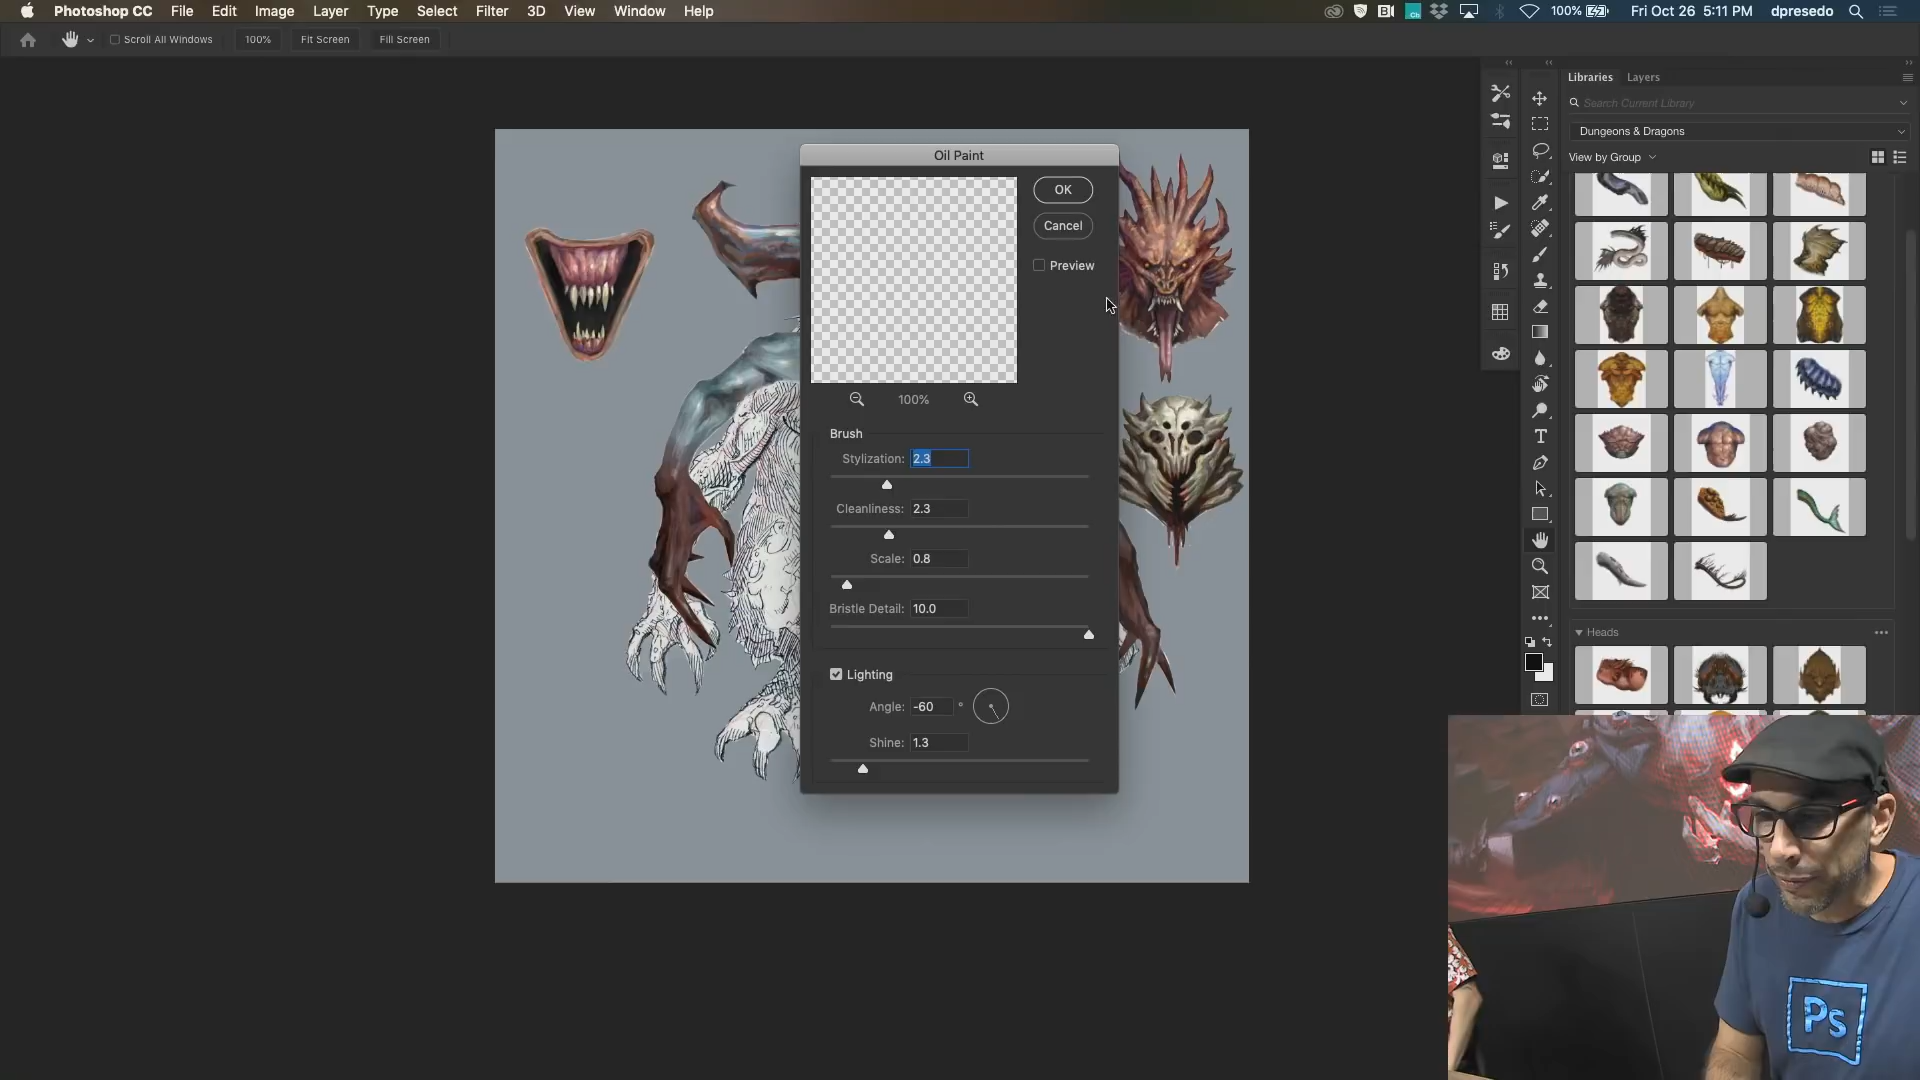 Photoshop CC File Edit Image Layer Type Select Filter 3D View Window Help 100% Fri Oct 26 5:11 PM dpresedo
Scroll All Windows 100% Fit Screen Fill Screen
Libraries Layers
Search Current Library
Dungeons & Dragons
View by Group
Oil Paint
OK
Cancel
Preview
100%
Brush
Stylization: 2.3
Cleanliness: 2.3
Scale: 0.8
Bristle Detail: 10.0
Lighting
Angle: -60 °
Shine: 1.3
Heads
Ps